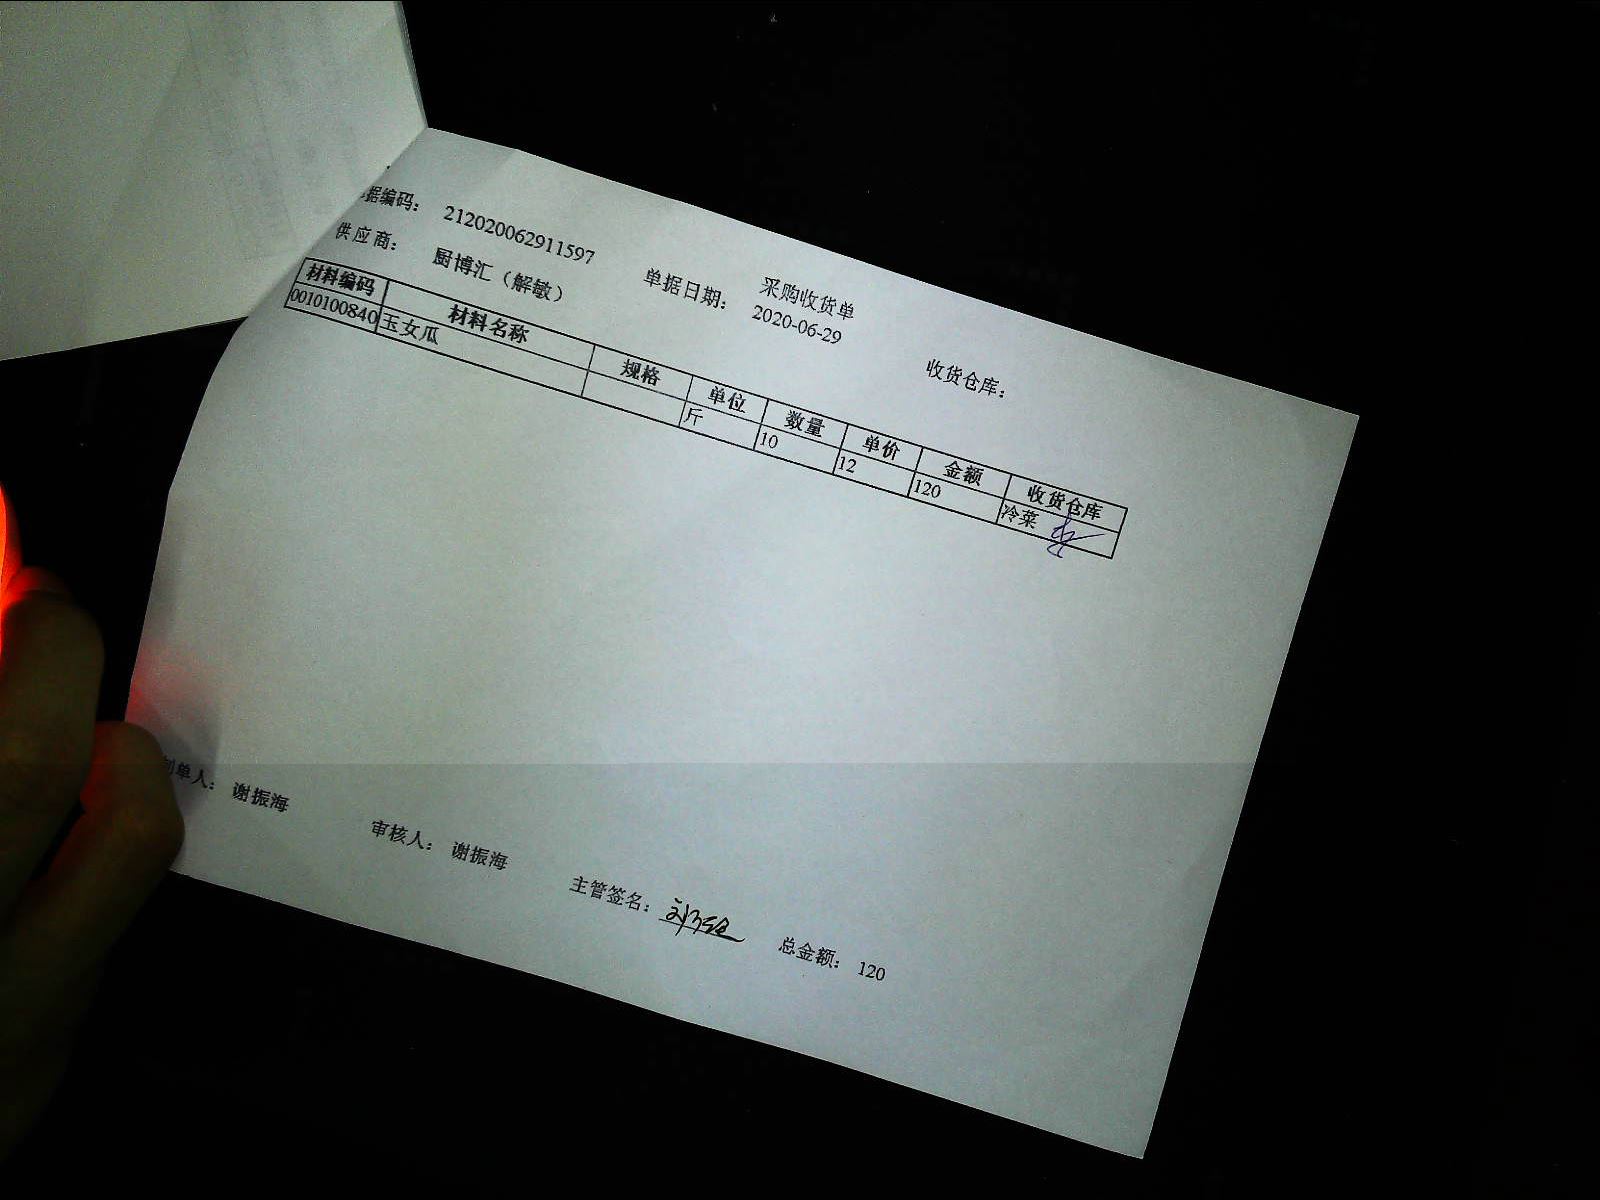 采购收货单
据编码: 212020062911597 单据日期: 2020-06-29 收货仓库:
供应商: 厨博汇（解敏）
材料编码 材料名称 规格 单位 数量 单价 金额 收货仓库
0010100840 玉女瓜 斤 10 12 120 冷菜
制单人: 谢振海 审核人: 谢振海 主管签名: 总金额: 120